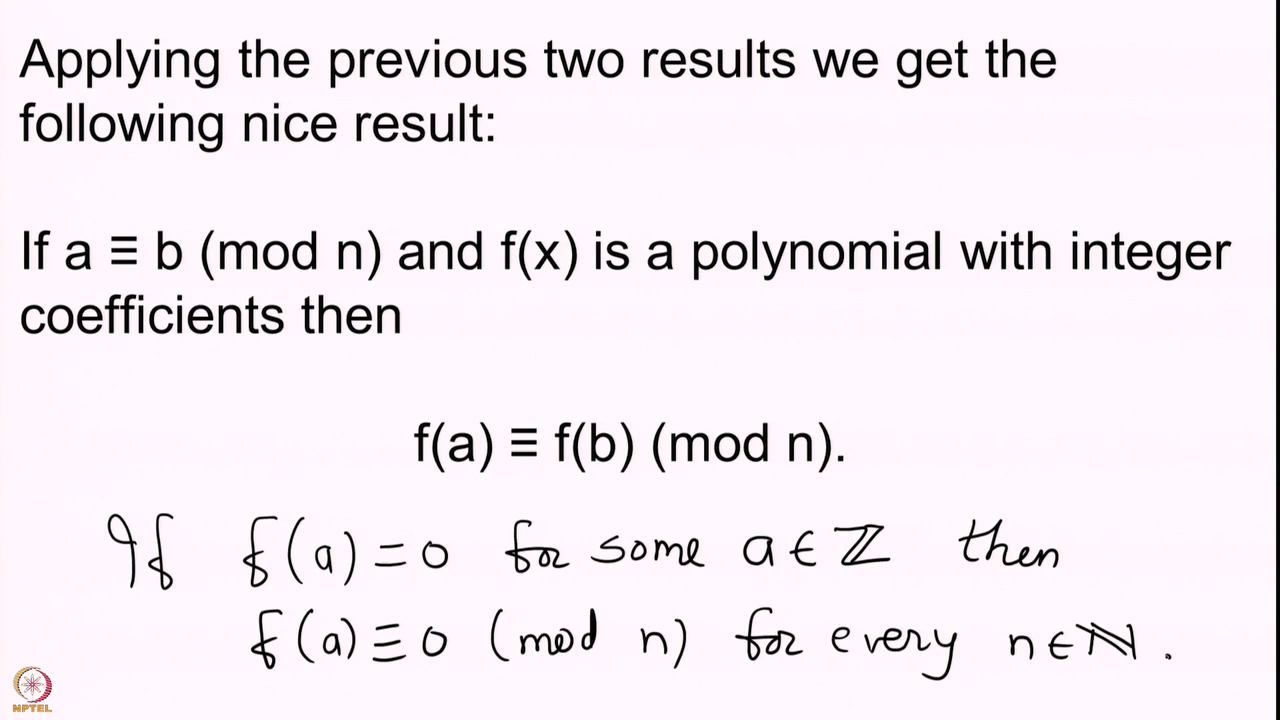 Applying the previous two results we get the
following nice result:
If a ≡ b (mod n) and f(x) is a polynomial with integer
coefficients then
f(a) ≡ f(b) (mod n).
If f(a) = 0 for some a ∈ ℤ then
f(a) ≡ 0 (mod n) for every n ∈ ℕ.
NPTEL